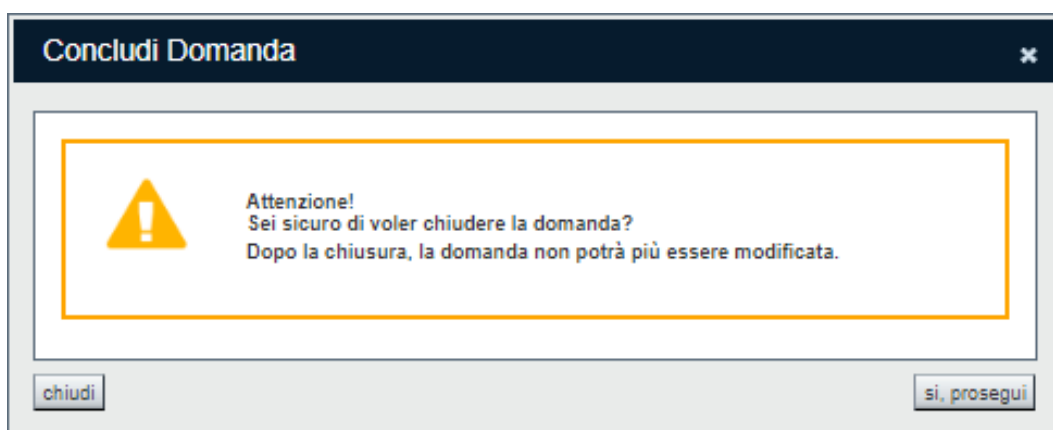 Concludi Domanda
Attenzione!
Sei sicuro di voler chiudere la domanda?
Dopo la chiusura, la domanda non potrà più essere modificata.
chiudi
si, prosegui